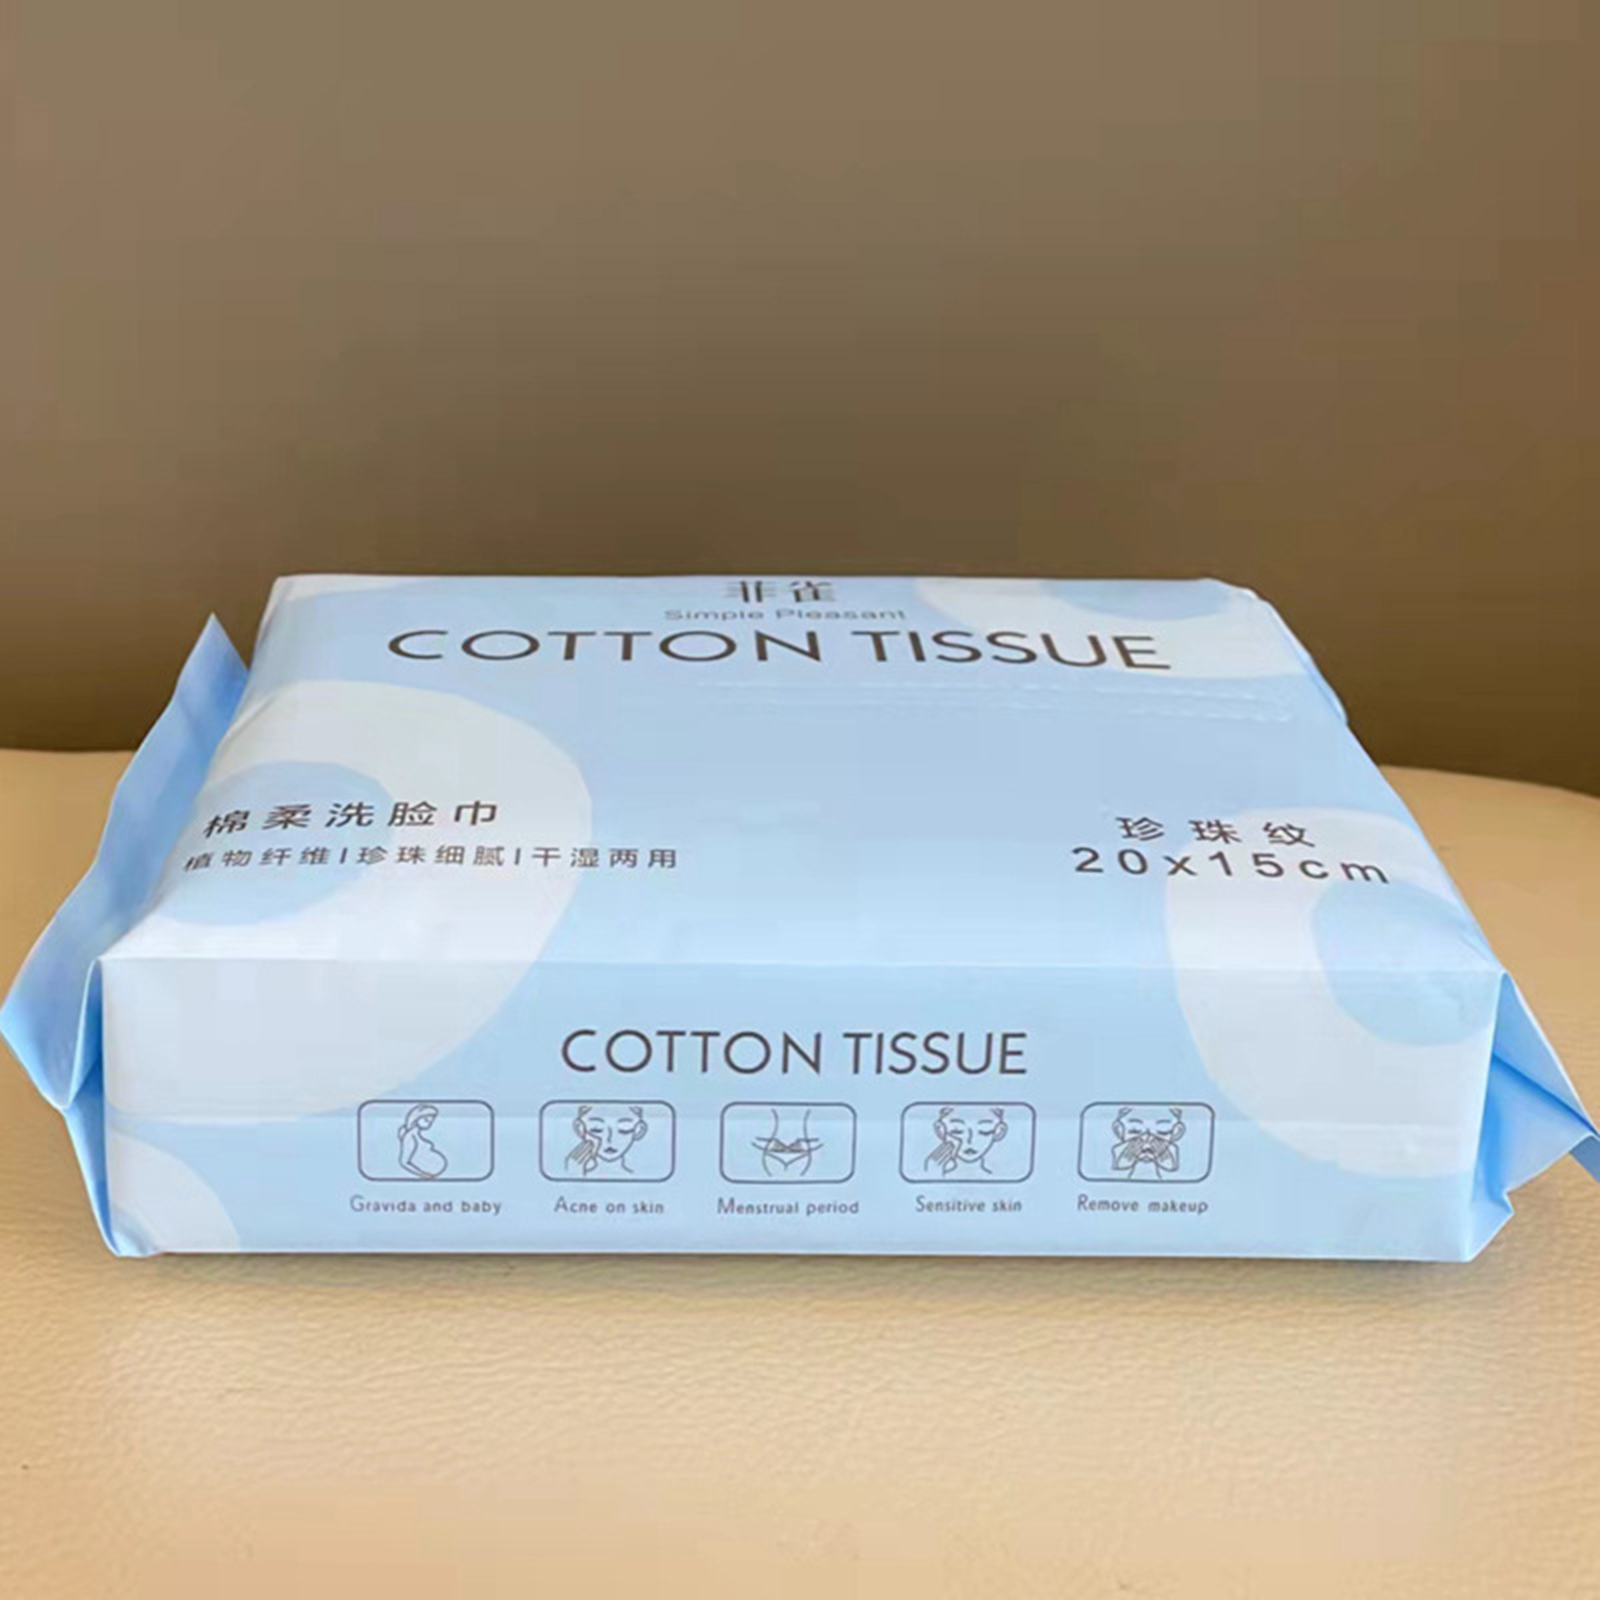 菲雀
Simple Pleasant
COTTON TISSUE
棉柔洗脸巾
植物纤维|珍珠细腻|干湿两用
珍珠纹
20x15cm
COTTON TISSUE
Gravida and baby
Acne on skin
Menstrual period
Sensitive skin
Remove makeup